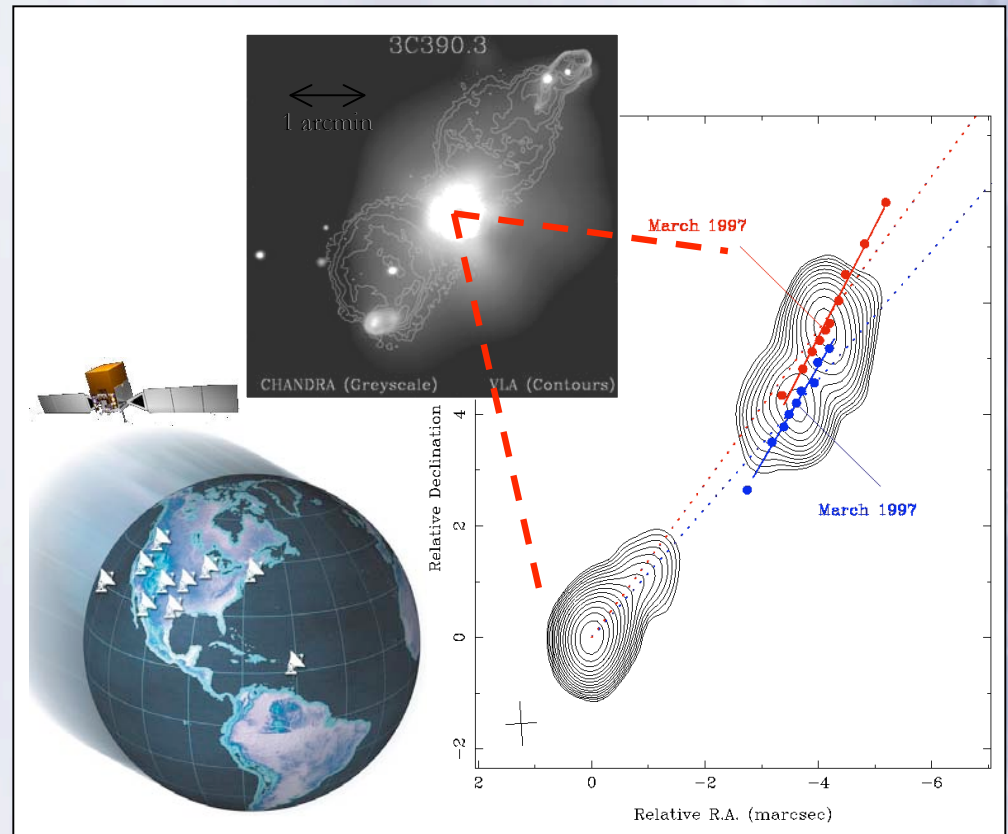 3C390.3
1 arcmin
CHANDRA (Greyscale) VLA (Contours)
March 1997
March 1997
Relative Declination
4
2
0
-2
2 0 -2 -4 -6
Relative R.A. (marcsec)